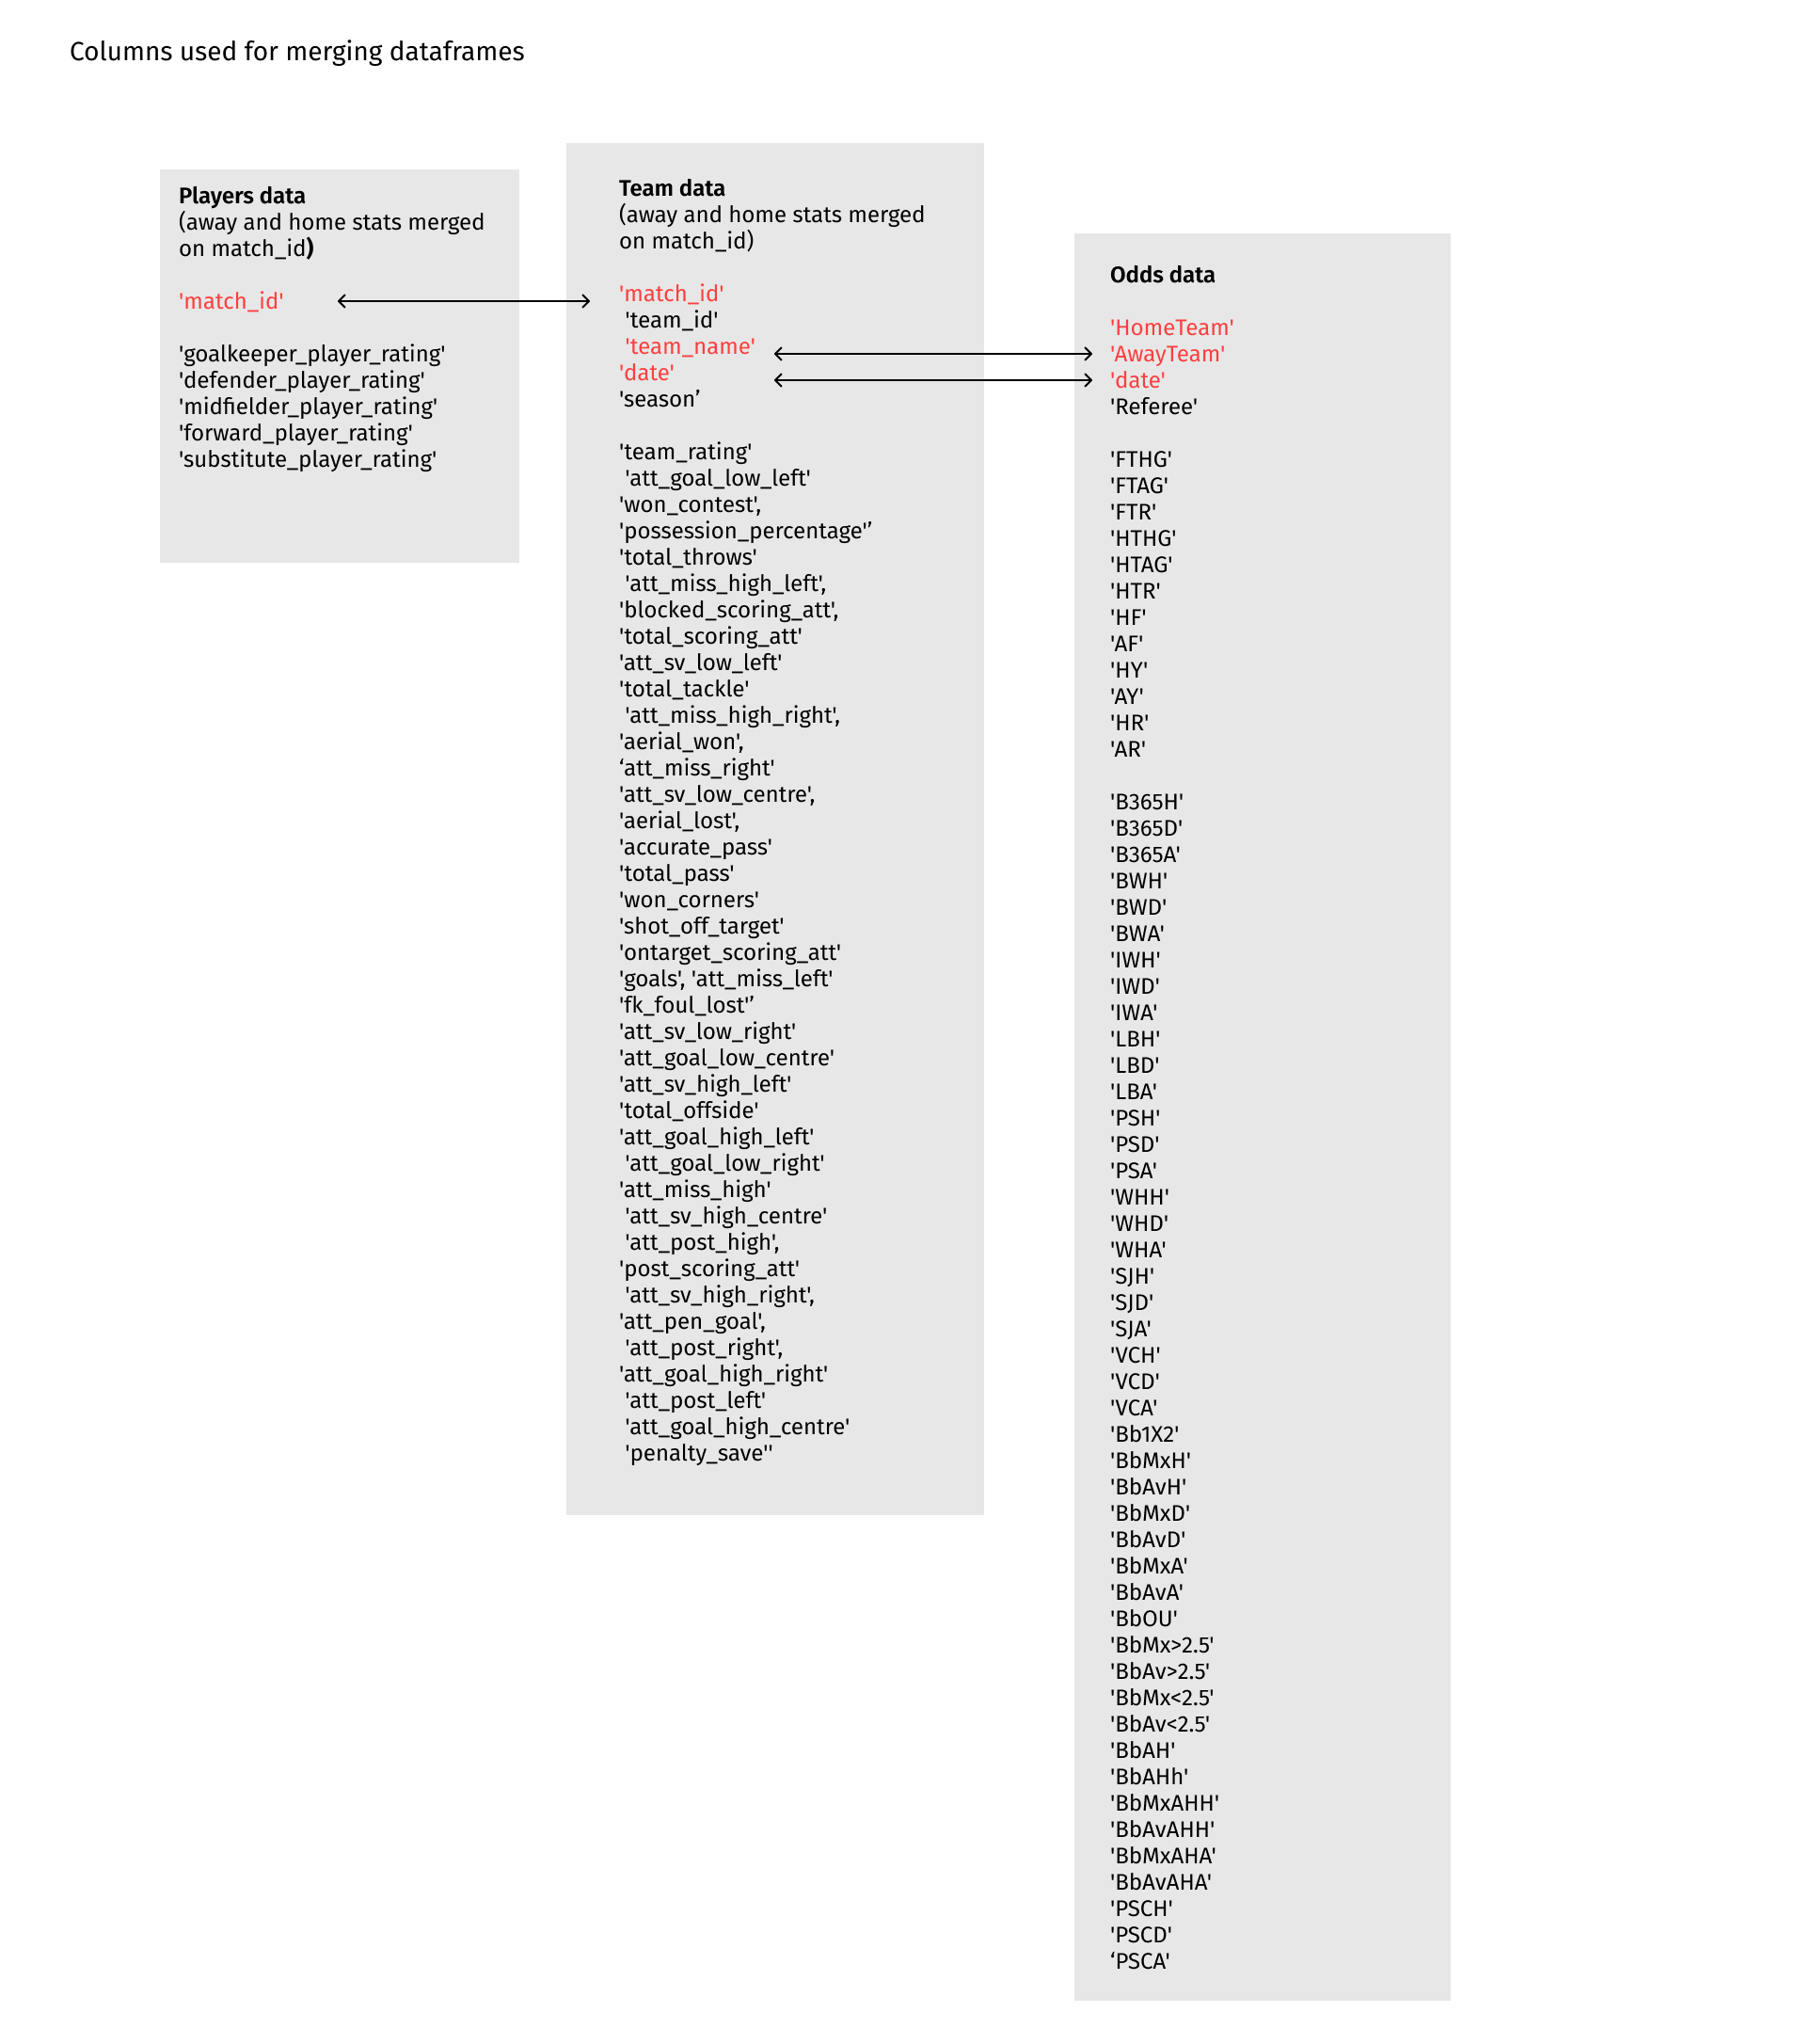 Columns used for merging dataframes
Players data
(away and home stats merged
on match_id)
'match_id'
'goalkeeper_player_rating'
'defender_player_rating'
'midfielder_player_rating'
'forward_player_rating'
'substitute_player_rating'
Team data
(away and home stats merged
on match_id)
'match_id'
'team_id'
'team_name'
'date'
'season’
'team_rating'
'att_goal_low_left'
'won_contest',
'possession_percentage'’
'total_throws'
'att_miss_high_left',
'blocked_scoring_att',
'total_scoring_att'
'att_sv_low_left'
'total_tackle'
'att_miss_high_right',
'aerial_won',
‘att_miss_right'
'att_sv_low_centre',
'aerial_lost',
'accurate_pass'
'total_pass'
'won_corners'
'shot_off_target'
'ontarget_scoring_att'
'goals', 'att_miss_left'
'fk_foul_lost'’
'att_sv_low_right'
'att_goal_low_centre'
'att_sv_high_left'
'total_offside'
'att_goal_high_left'
'att_goal_low_right'
'att_miss_high'
'att_sv_high_centre'
'att_post_high',
'post_scoring_att'
'att_sv_high_right',
'att_pen_goal',
'att_post_right',
'att_goal_high_right'
'att_post_left'
'att_goal_high_centre'
'penalty_save''
Odds data
'HomeTeam'
'AwayTeam'
'date'
'Referee'
'FTHG'
'FTAG'
'FTR'
'HTHG'
'HTAG'
'HTR'
'HF'
'AF'
'HY'
'AY'
'HR'
'AR'
'B365H'
'B365D'
'B365A'
'BWH'
'BWD'
'BWA'
'IWH'
'IWD'
'IWA'
'LBH'
'LBD'
'LBA'
'PSH'
'PSD'
'PSA'
'WHH'
'WHD'
'WHA'
'SJH'
'SJD'
'SJA'
'VCH'
'VCD'
'VCA'
'Bb1X2'
'BbMxH'
'BbAvH'
'BbMxD'
'BbAvD'
'BbMxA'
'BbAvA'
'BbOU'
'BbMx>2.5'
'BbAv>2.5'
'BbMx<2.5'
'BbAv<2.5'
'BbAH'
'BbAHh'
'BbMxAHH'
'BbAvAHH'
'BbMxAHA'
'BbAvAHA'
'PSCH'
'PSCD'
‘PSCA'